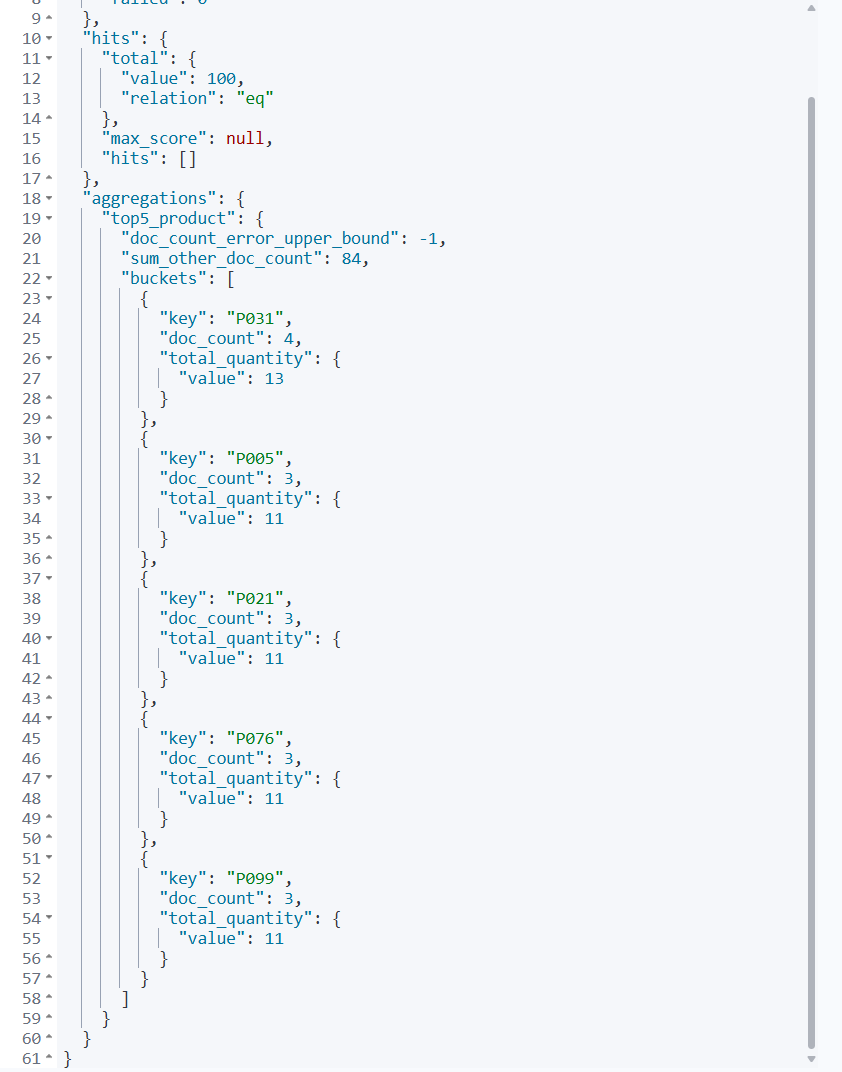 9 },
10 "hits": {
11 "total": {
12 "value": 100,
13 "relation": "eq"
14 },
15 "max_score": null,
16 "hits": []
17 },
18 "aggregations": {
19 "top5_product": {
20 "doc_count_error_upper_bound": -1,
21 "sum_other_doc_count": 84,
22 "buckets": [
23 {
24 "key": "P031",
25 "doc_count": 4,
26 "total_quantity": {
27 "value": 13
28 }
29 },
30 {
31 "key": "P005",
32 "doc_count": 3,
33 "total_quantity": {
34 "value": 11
35 }
36 },
37 {
38 "key": "P021",
39 "doc_count": 3,
40 "total_quantity": {
41 "value": 11
42 }
43 },
44 {
45 "key": "P076",
46 "doc_count": 3,
47 "total_quantity": {
48 "value": 11
49 }
50 },
51 {
52 "key": "P099",
53 "doc_count": 3,
54 "total_quantity": {
55 "value": 11
56 }
57 }
58 ]
59 }
60 }
61 }